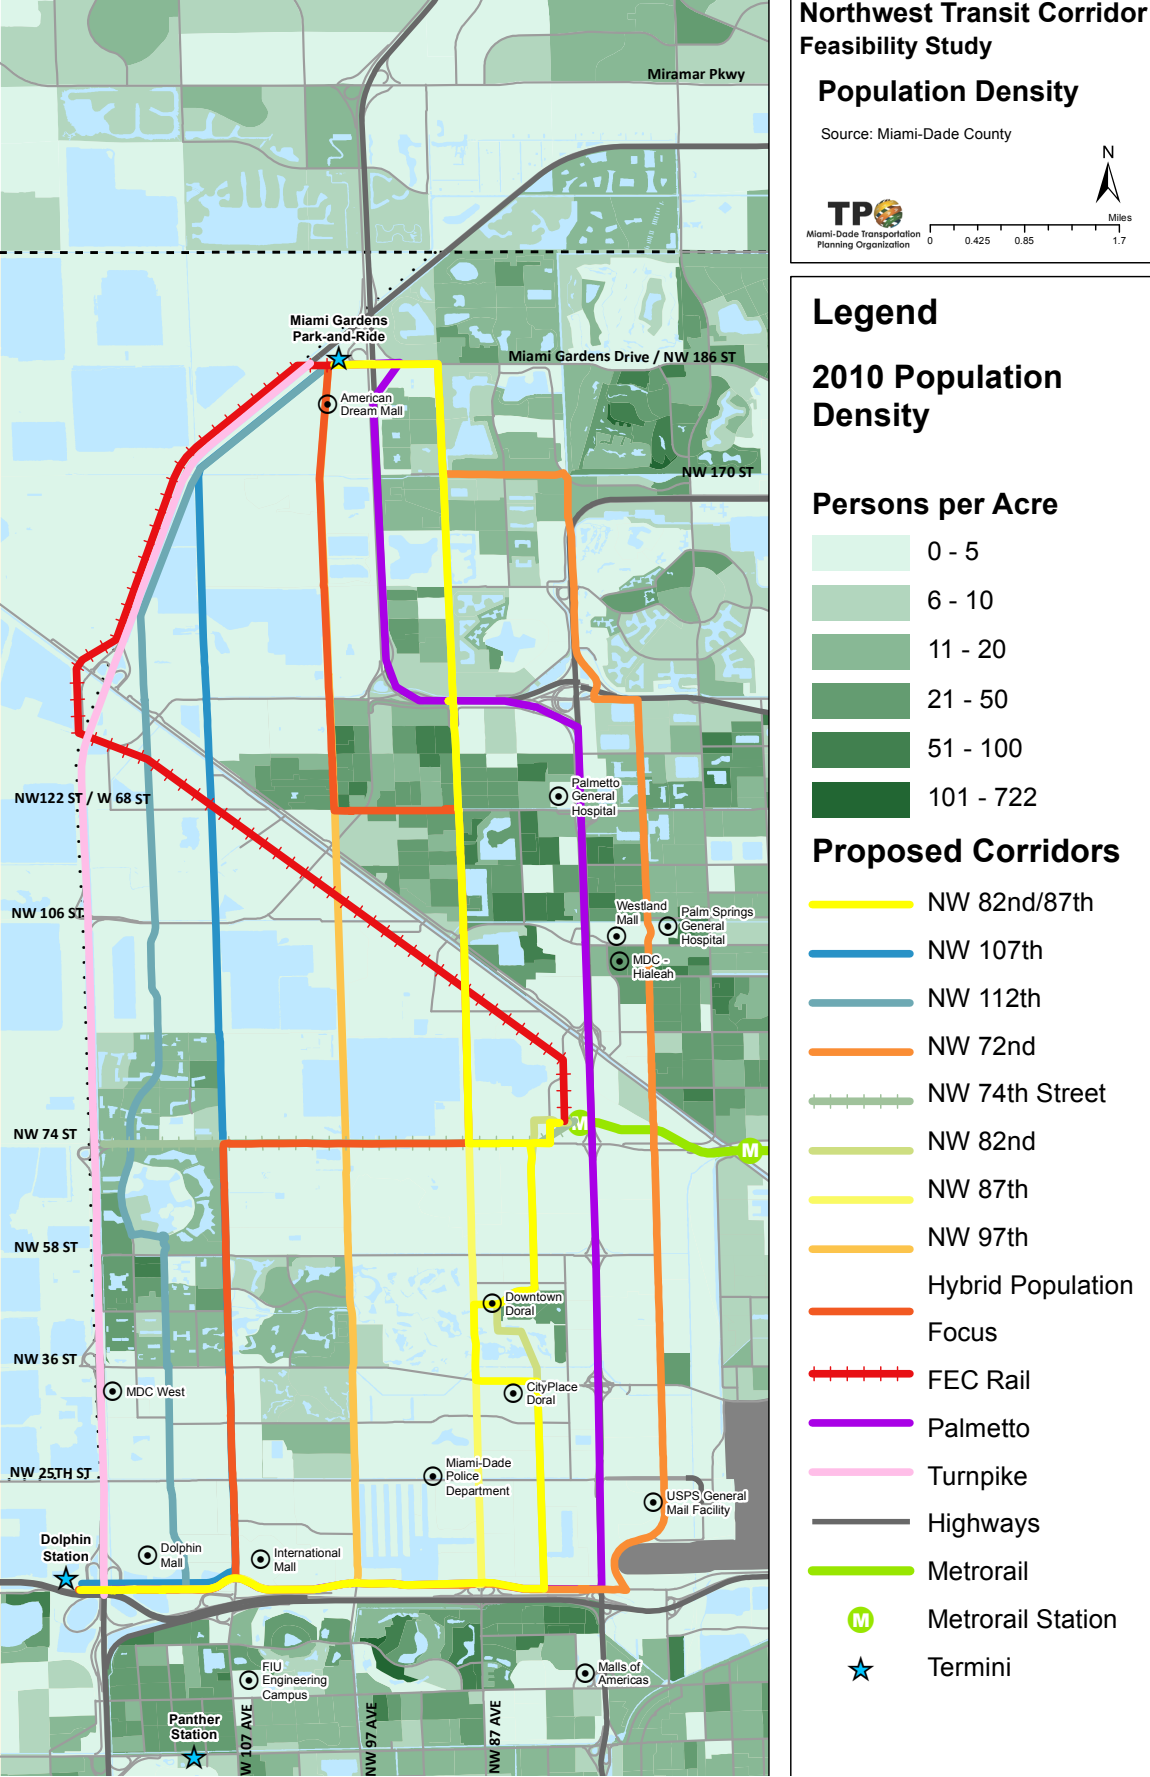 Northwest Transit Corridor
Feasibility Study
Population Density
Source: Miami-Dade County
N
TPO
Miami-Dade Transportation
Planning Organization
Miles
0 0.425 0.85 1.7
Legend
2010 Population
Density
Persons per Acre
0 - 5
6 - 10
11 - 20
21 - 50
51 - 100
101 - 722
Proposed Corridors
NW 82nd/87th
NW 107th
NW 112th
NW 72nd
NW 74th Street
NW 82nd
NW 87th
NW 97th
Hybrid Population
Focus
FEC Rail
Palmetto
Turnpike
Highways
Metrorail
M
Metrorail Station
Termini
Miramar Pkwy
Miami Gardens
Park-and-Ride
Miami Gardens Drive / NW 186 ST
American
Dream Mall
NW 170 ST
Palmetto
General
Hospital
NW122 ST / W 68 ST
NW 106 ST
Westland
Mall
Palm Springs
General
Hospital
MDC -
Hialeah
M
NW 74 ST
M
NW 58 ST
Downtown
Doral
NW 36 ST
MDC West
CityPlace
Doral
NW 25TH ST
Miami-Dade
Police
Department
USPS General
Mail Facility
Dolphin
Station
Dolphin
Mall
International
Mall
FIU
Engineering
Campus
Malls of
Americas
Panther
Station
W 107 AVE
NW 97 AVE
NW 87 AVE